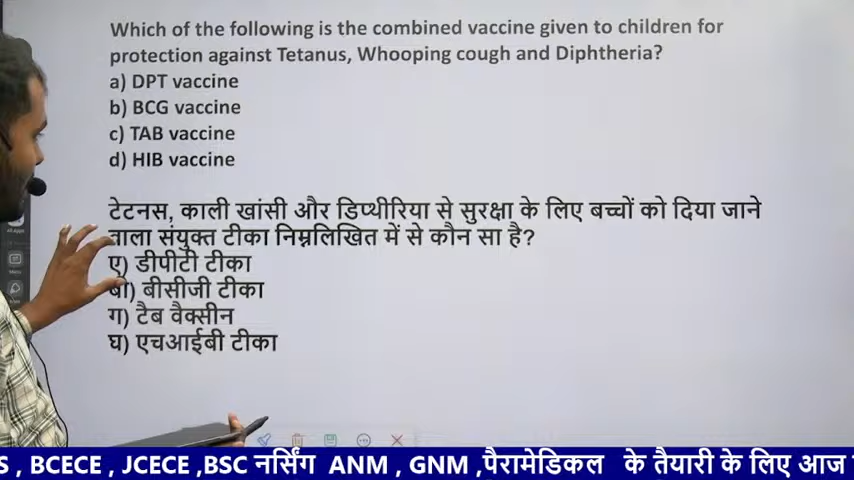 Which of the following is the combined vaccine given to children for
protection against Tetanus, Whooping cough and Diphtheria?
a) DPT vaccine
b) BCG vaccine
c) TAB vaccine
d) HIB vaccine
टेटनस, काली खांसी और डिप्थीरिया से सुरक्षा के लिए बच्चों को दिया जाने
वाला संयुक्त टीका निम्नलिखित में से कौन सा है?
ए) डीपीटी टीका
बी) बीसीजी टीका
ग) टैब वैक्सीन
घ) एचआईबी टीका
Menu
S , BCECE , JCECE ,BSC नर्सिंग ANM , GNM ,पैरामेडिकल के तैयारी के लिए आज